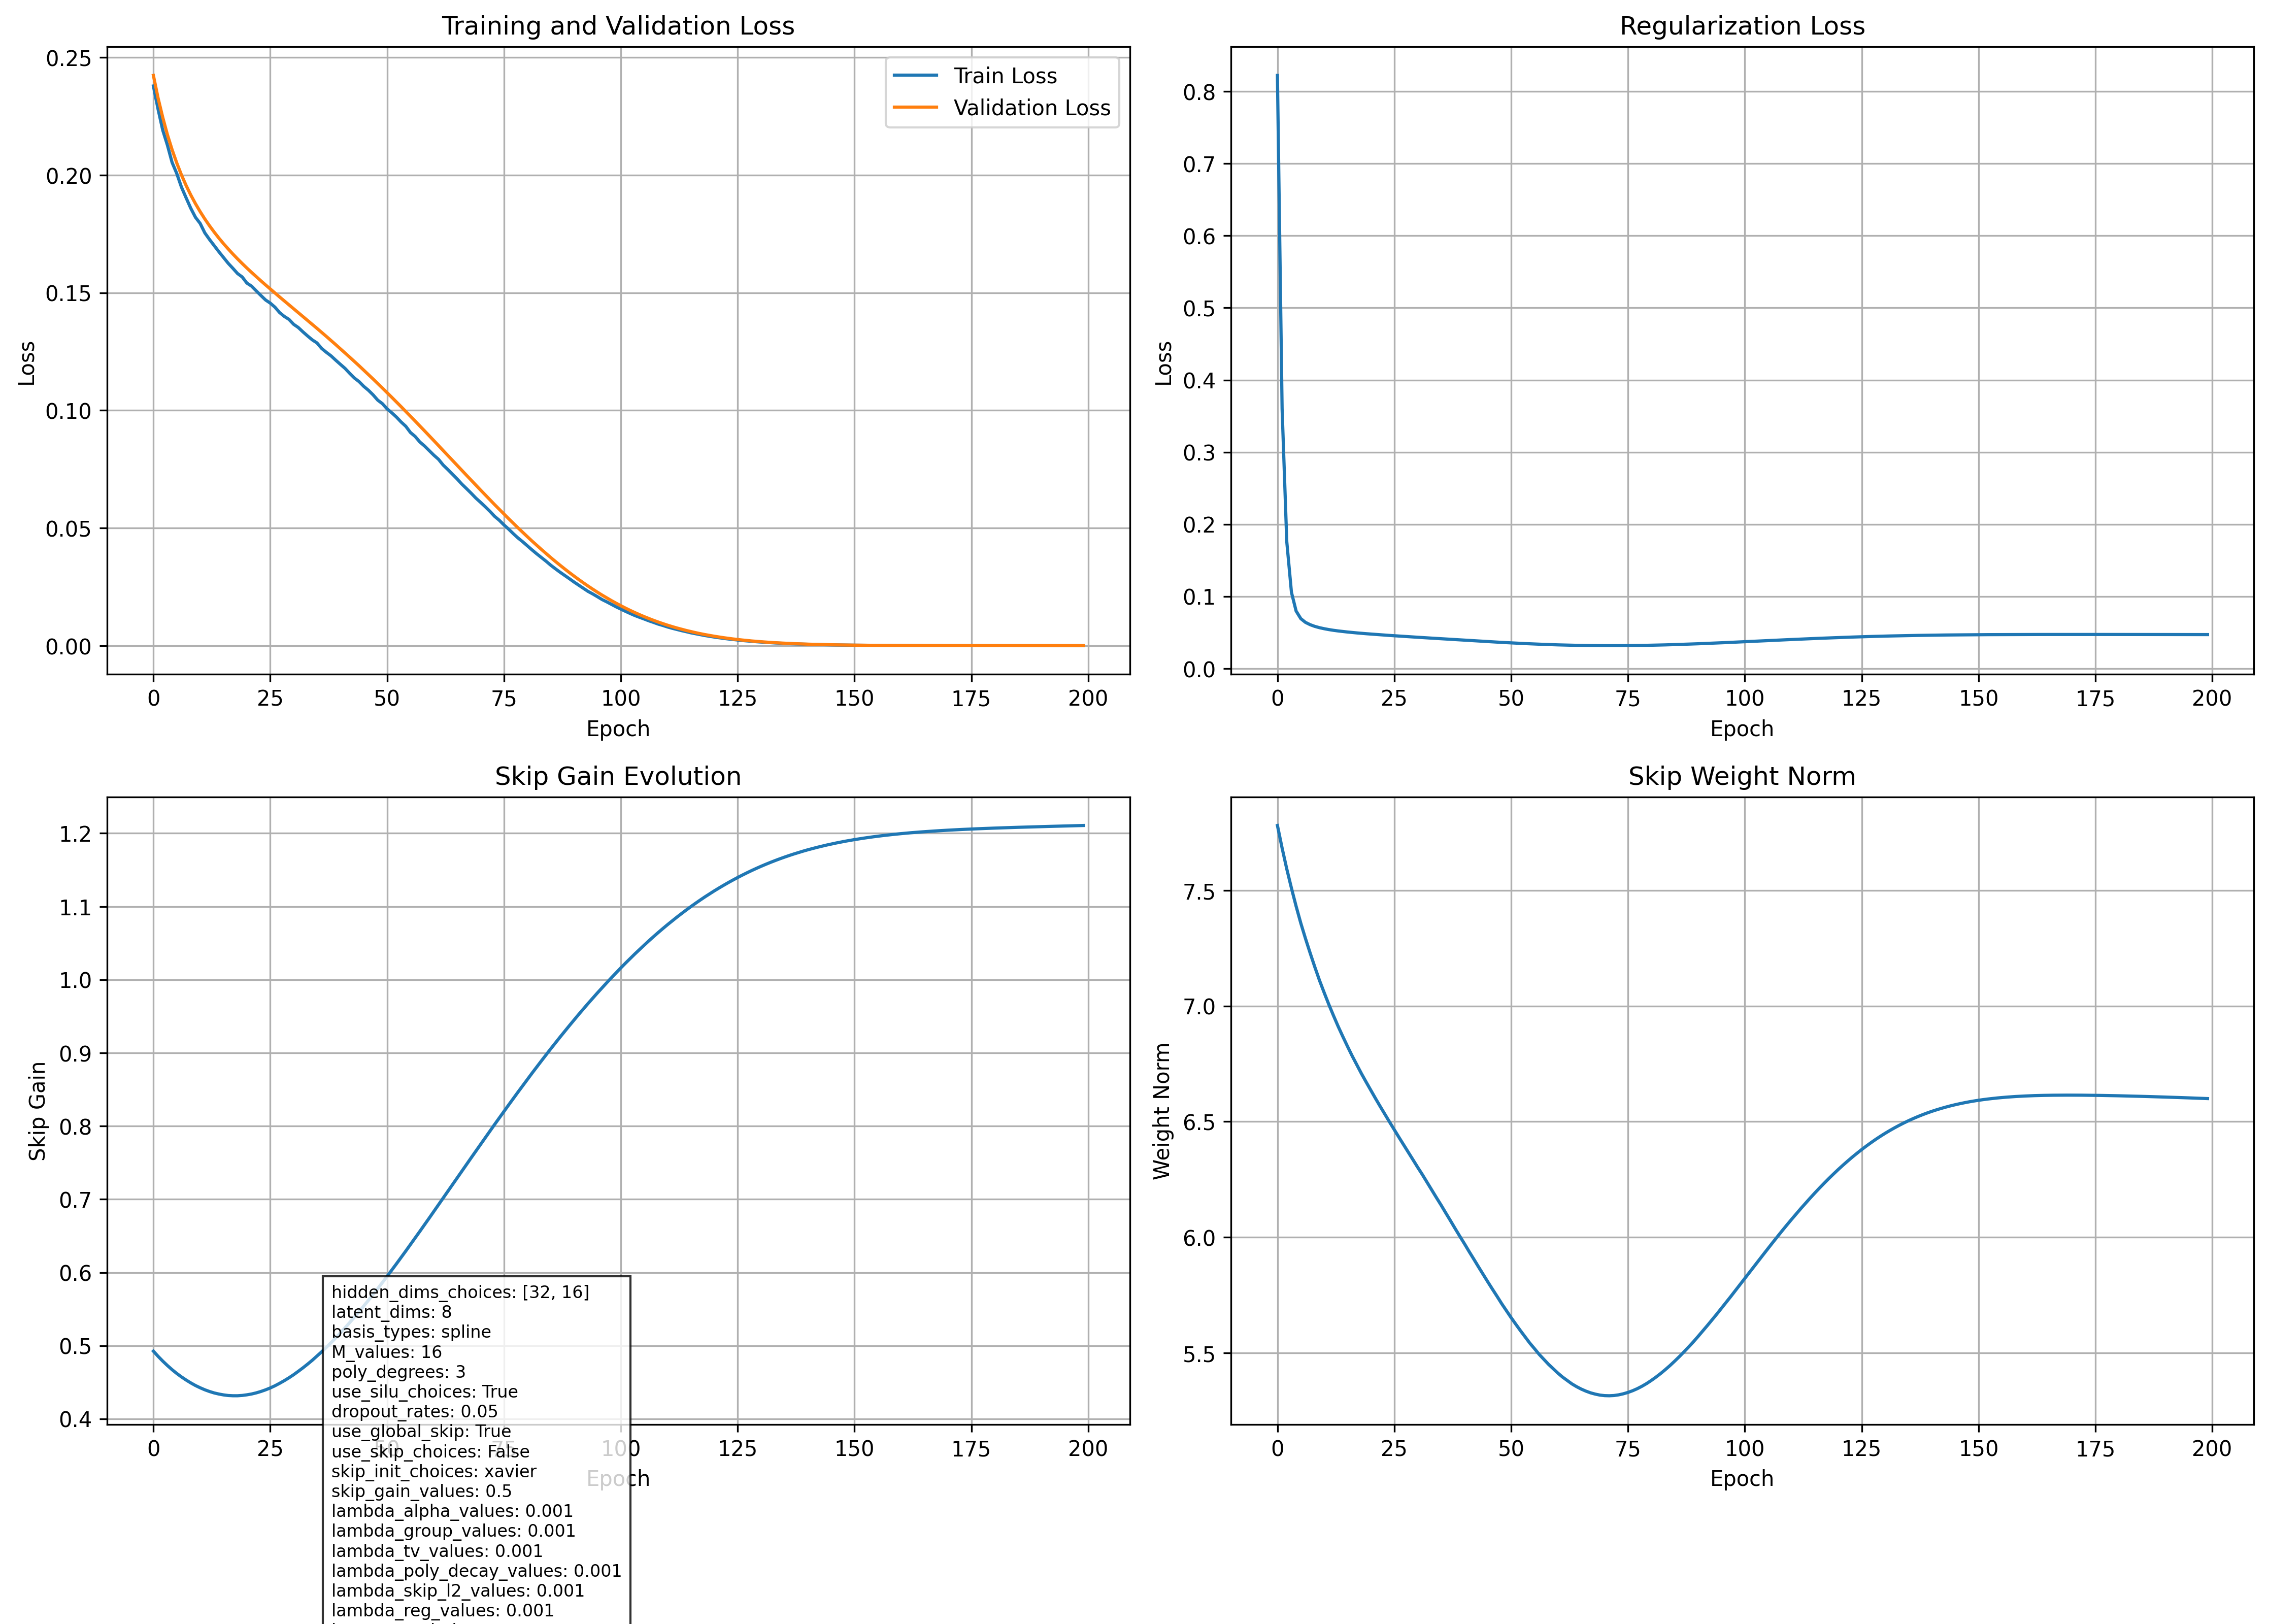 Training and Validation Loss
Loss
0.25
0.20
0.15
0.10
0.05
0.00
Train Loss
Validation Loss
0 25 50 75 100 125 150 175 200
Epoch
Regularization Loss
Loss
0.8
0.7
0.6
0.5
0.4
0.3
0.2
0.1
0.0
0 25 50 75 100 125 150 175 200
Epoch
Skip Gain Evolution
Skip Gain
1.2
1.1
1.0
0.9
0.8
0.7
0.6
0.5
0.4
0 25 50 75 100 125 150 175 200
Epoch
hidden_dims_choices: [32, 16]
latent_dims: 8
basis_types: spline
M_values: 16
poly_degrees: 3
use_silu_choices: True
dropout_rates: 0.05
use_global_skip: True
use_skip_choices: False
skip_init_choices: xavier
skip_gain_values: 0.5
lambda_alpha_values: 0.001
lambda_group_values: 0.001
lambda_tv_values: 0.001
lambda_poly_decay_values: 0.001
lambda_skip_l2_values: 0.001
lambda_reg_values: 0.001
Skip Weight Norm
Weight Norm
7.5
7.0
6.5
6.0
5.5
0 25 50 75 100 125 150 175 200
Epoch